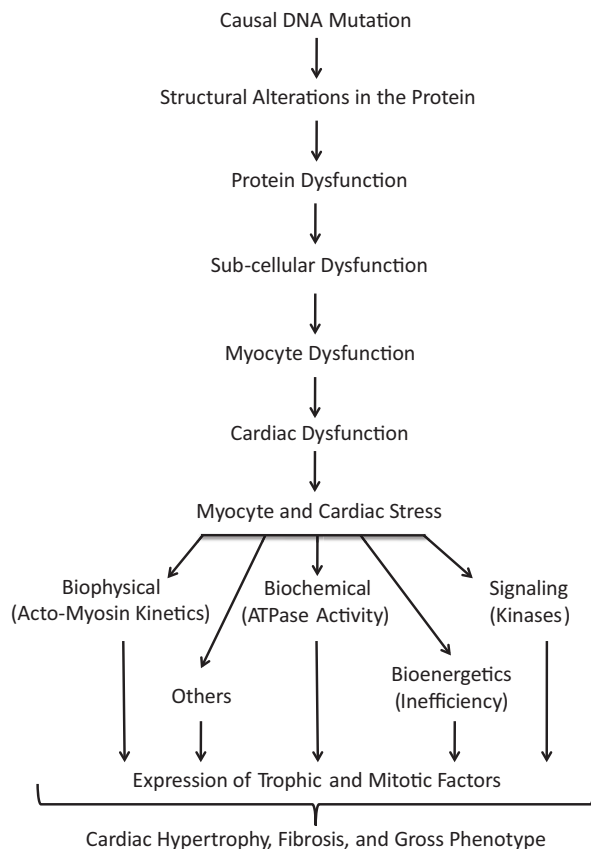 Causal DNA Mutation
Structural Alterations in the Protein
Protein Dysfunction
Sub-cellular Dysfunction
Myocyte Dysfunction
Cardiac Dysfunction
Myocyte and Cardiac Stress
Biophysical
(Acto-Myosin Kinetics)
Biochemical
(ATPase Activity)
Signaling
(Kinases)
Others
Bioenergetics
(Inefficiency)
Expression of Trophic and Mitotic Factors
Cardiac Hypertrophy, Fibrosis, and Gross Phenotype